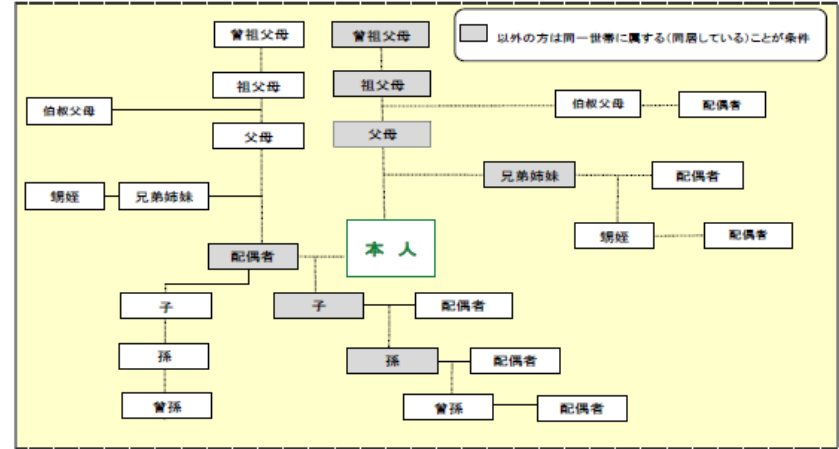 曾祖父母
曾祖父母
以外の方は同一世帯に属する(同居している)ことが条件
祖父母
祖父母
伯叔父母
伯叔父母
配偶者
父母
父母
甥姪
兄弟姉妹
兄弟姉妹
配偶者
甥姪
配偶者
配偶者
本人
子
子
配偶者
孫
孫
配偶者
曾孫
曾孫
配偶者